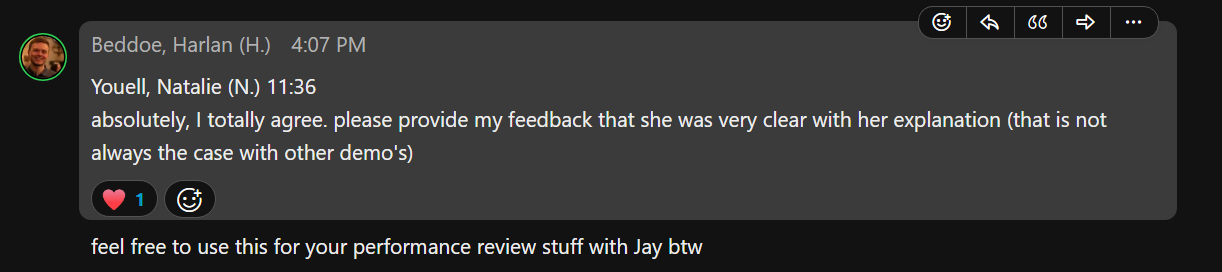 Beddoe, Harlan (H.) 4:07 PM
Youell, Natalie (N.) 11:36
absolutely, I totally agree. please provide my feedback that she was very clear with her explanation (that is not
always the case with other demo's)
1
feel free to use this for your performance review stuff with Jay btw